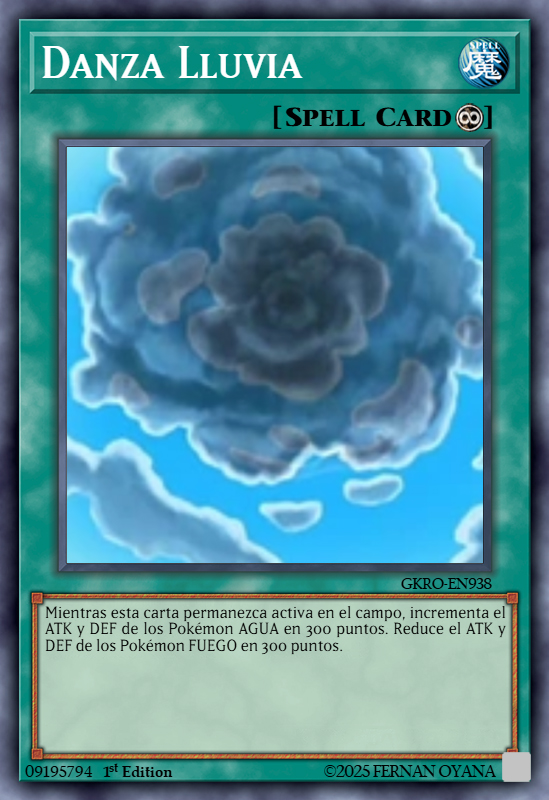 Danza Lluvia
SPELL
魔
[Spell Card ]
GKRO-EN938
Mientras esta carta permanezca activa en el campo, incrementa el
ATK y DEF de los Pokémon AGUA en 300 puntos. Reduce el ATK y
DEF de los Pokémon FUEGO en 300 puntos.
09195794 1st Edition ©2025 FERNAN OYANA